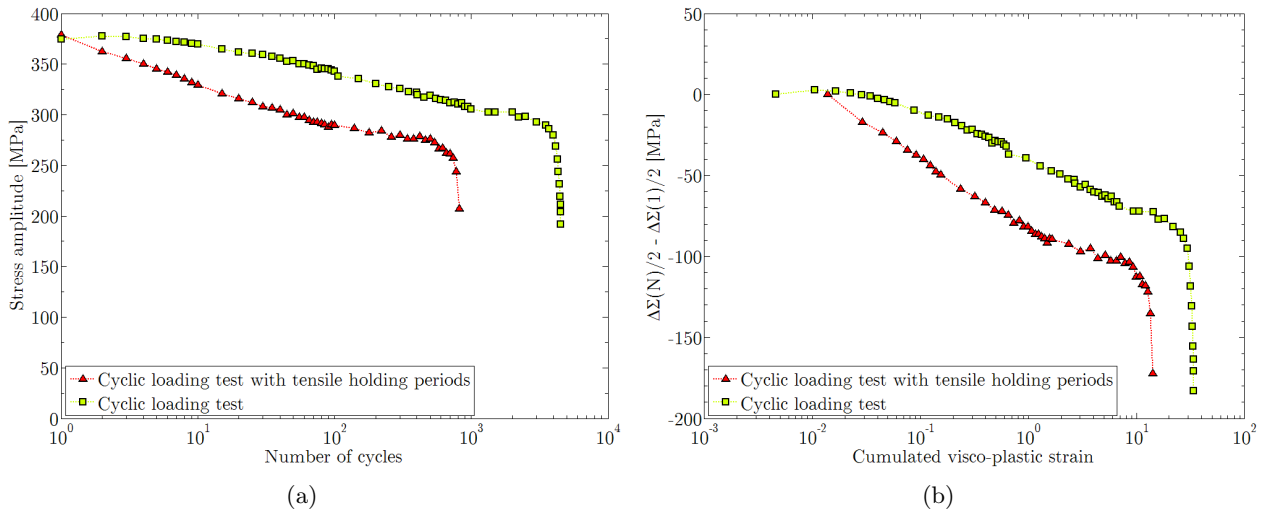 400
350
300
250
200
350
300
50
0
Stress amplitude [MPa]
Cyclic loading test with tensile holding periods
Cyclic loading test
10^0
10^1
10^2
10^3
10^4
Number of cycles
(a)
50
0
-50
-100
-150
-200
ΔΣ(N)/2 - ΔΣ(1)/2 [MPa]
Cyclic loading test with tensile holding periods
Cyclic loading test
10^-3
10^-2
10^-1
10^0
10^1
10^2
Cumulated visco-plastic strain
(b)